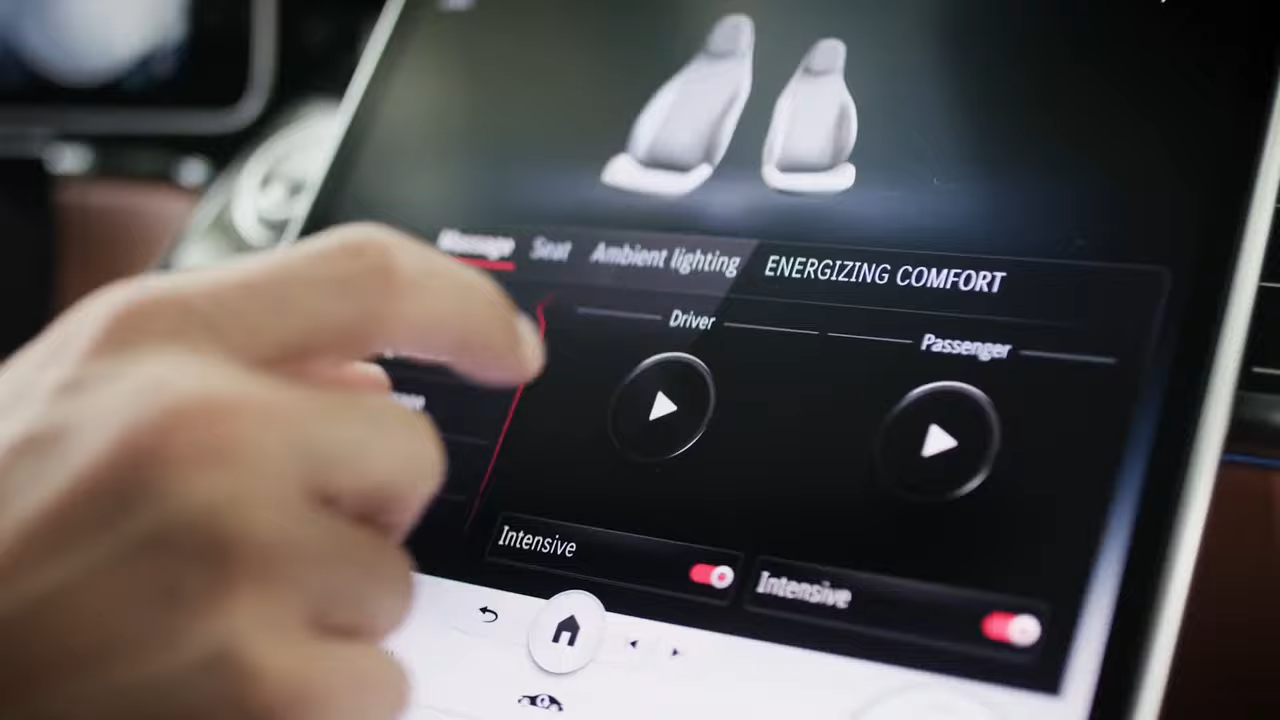 Massage Seat Ambient lighting ENERGIZING COMFORT
Driver
Passenger
Intensive
Intensive